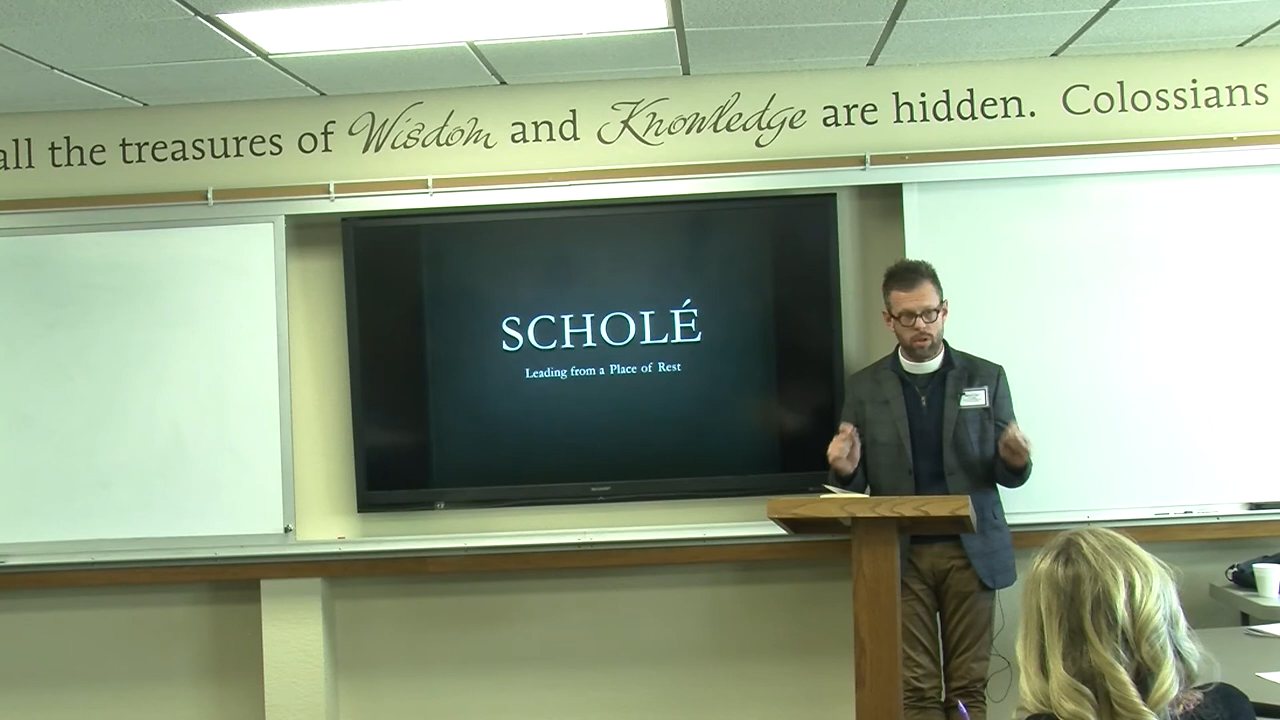 all the treasures of Wisdom and Knowledge are hidden. Colossians
SCHOLÉ
Leading from a Place of Rest